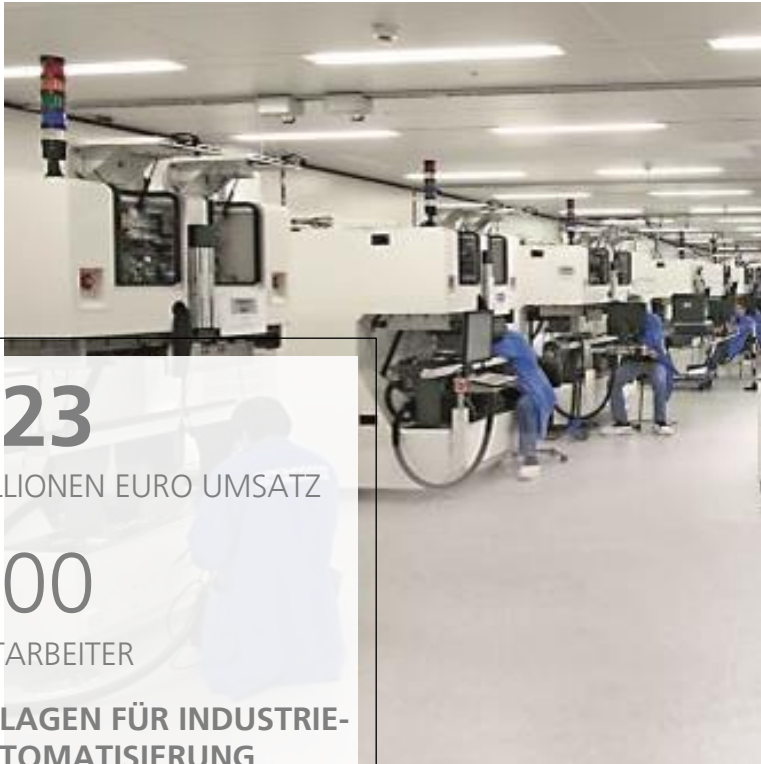 23
LLIONEN EURO UMSATZ
00
TARBEITER
LAGEN FÜR INDUSTRIE-
TOMATISIERUNG